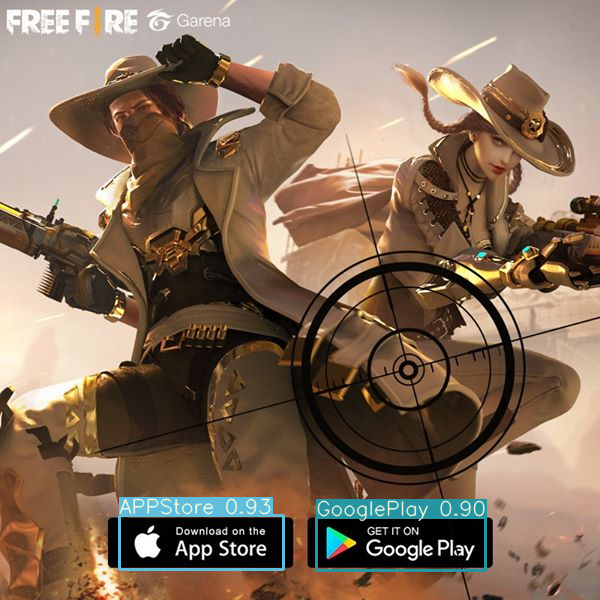 FREE FIRE Garena
APPStore 0.93
GooglePlay 0.90
Download on the
App Store
GET IT ON
Google Play